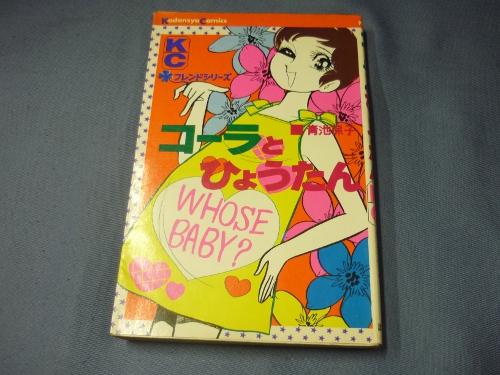 Kodansya Comics
KC
フレンドシリーズ
青池保子
コーラと
ひょうたん
WHOSE
BABY?